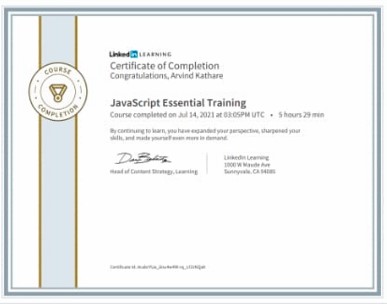 LinkedIn LEARNING
Certificate of Completion
Congratulations, Arvind Kathare
COURSE
COMPLETION
JavaScript Essential Training
Course completed on Jul 14, 2021 at 03:05PM UTC • 5 hours 29 min
By continuing to learn, you have expanded your perspective, sharpened your
skills, and made yourself even more in demand.
Head of Content Strategy, Learning
LinkedIn Learning
1000 W Maude Ave
Sunnyvale, CA 94085
Certificate Id: